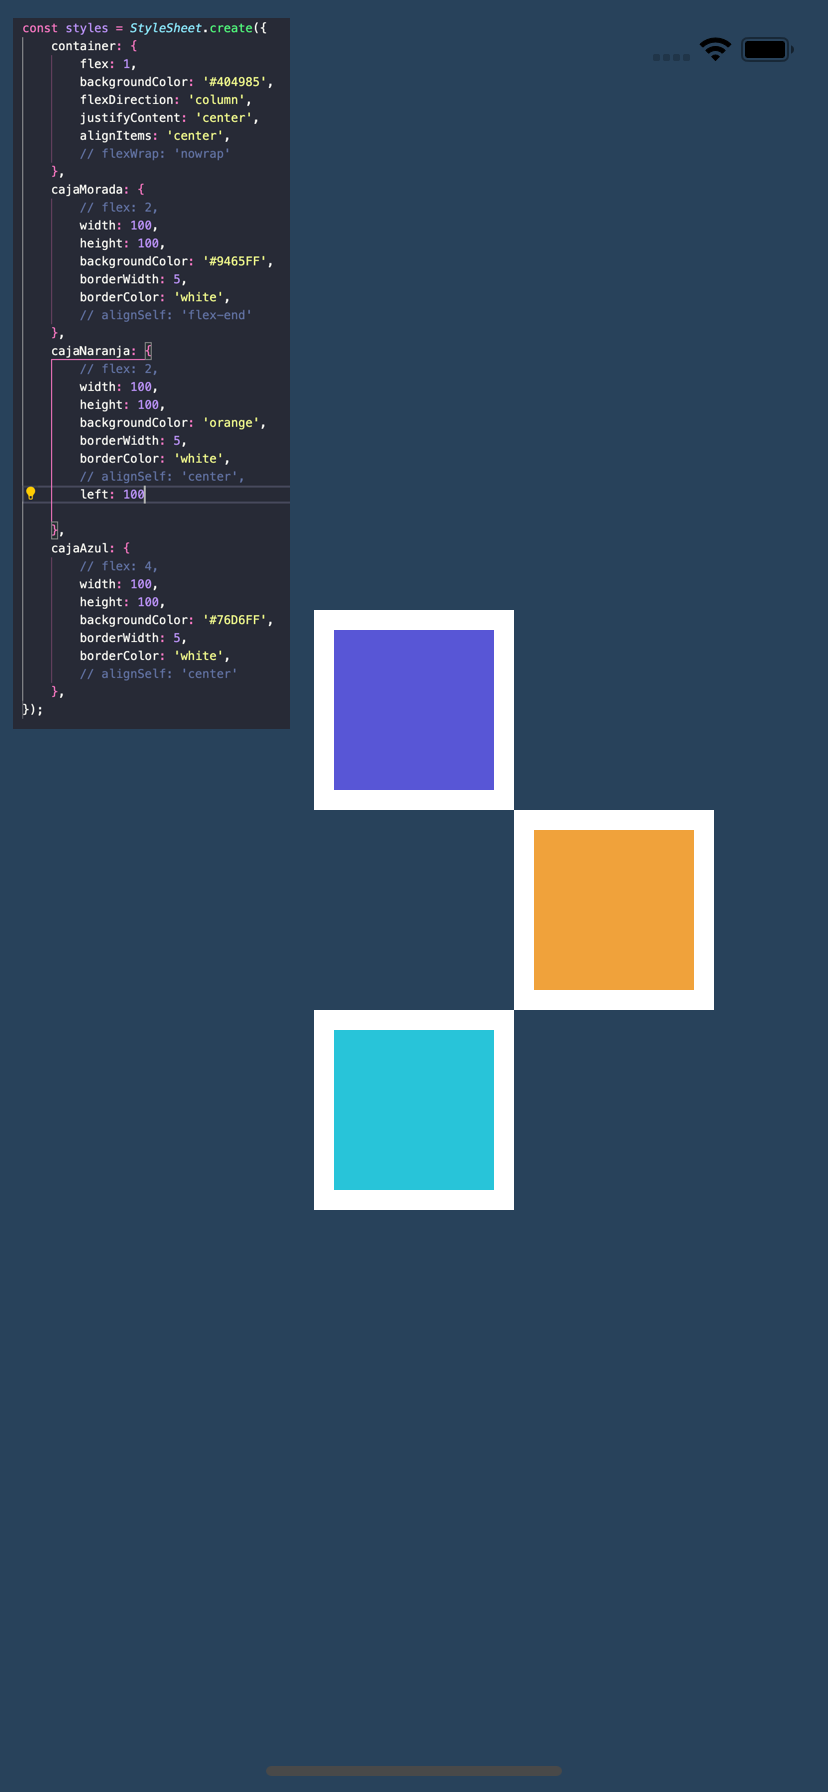 const styles = StyleSheet.create({
    container: {
        flex: 1,
        backgroundColor: '#404985',
        flexDirection: 'column',
        justifyContent: 'center',
        alignItems: 'center',
        // flexWrap: 'nowrap'
    },
    cajaMorada: {
        // flex: 2,
        width: 100,
        height: 100,
        backgroundColor: '#9465FF',
        borderWidth: 5,
        borderColor: 'white',
        // alignSelf: 'flex-end'
    },
    cajaNaranja: {
        // flex: 2,
        width: 100,
        height: 100,
        backgroundColor: 'orange',
        borderWidth: 5,
        borderColor: 'white',
        // alignSelf: 'center',
        left: 100
    },
    cajaAzul: {
        // flex: 4,
        width: 100,
        height: 100,
        backgroundColor: '#76D6FF',
        borderWidth: 5,
        borderColor: 'white',
        // alignSelf: 'center'
    },
});